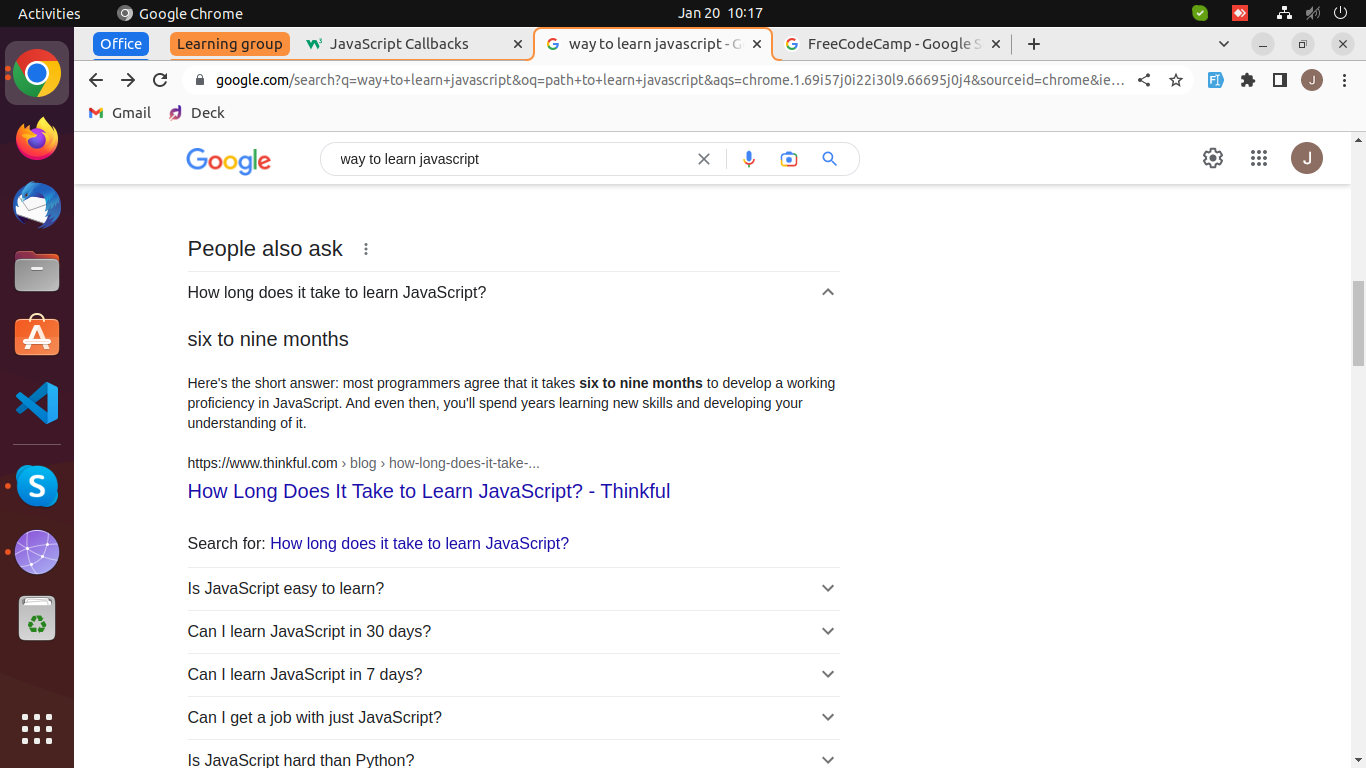 Activities
Google Chrome
Jan 20 10:17
Office
Learning group
JavaScript Callbacks
way to learn javascript - G
FreeCodeCamp - Google S
google.com/search?q=way+to+learn+javascript&oq=path+to+learn+javascript&aqs=chrome.1.69i57j0i22i30l9.66695j0j4&sourceid=chrome&ie...
J
Gmail
Deck
Google
way to learn javascript
J
People also ask
How long does it take to learn JavaScript?
six to nine months
Here's the short answer: most programmers agree that it takes six to nine months to develop a working
proficiency in JavaScript. And even then, you'll spend years learning new skills and developing your
understanding of it.
https://www.thinkful.com › blog › how-long-does-it-take-...
How Long Does It Take to Learn JavaScript? - Thinkful
Search for: How long does it take to learn JavaScript?
Is JavaScript easy to learn?
Can I learn JavaScript in 30 days?
Can I learn JavaScript in 7 days?
Can I get a job with just JavaScript?
Is JavaScript hard than Python?